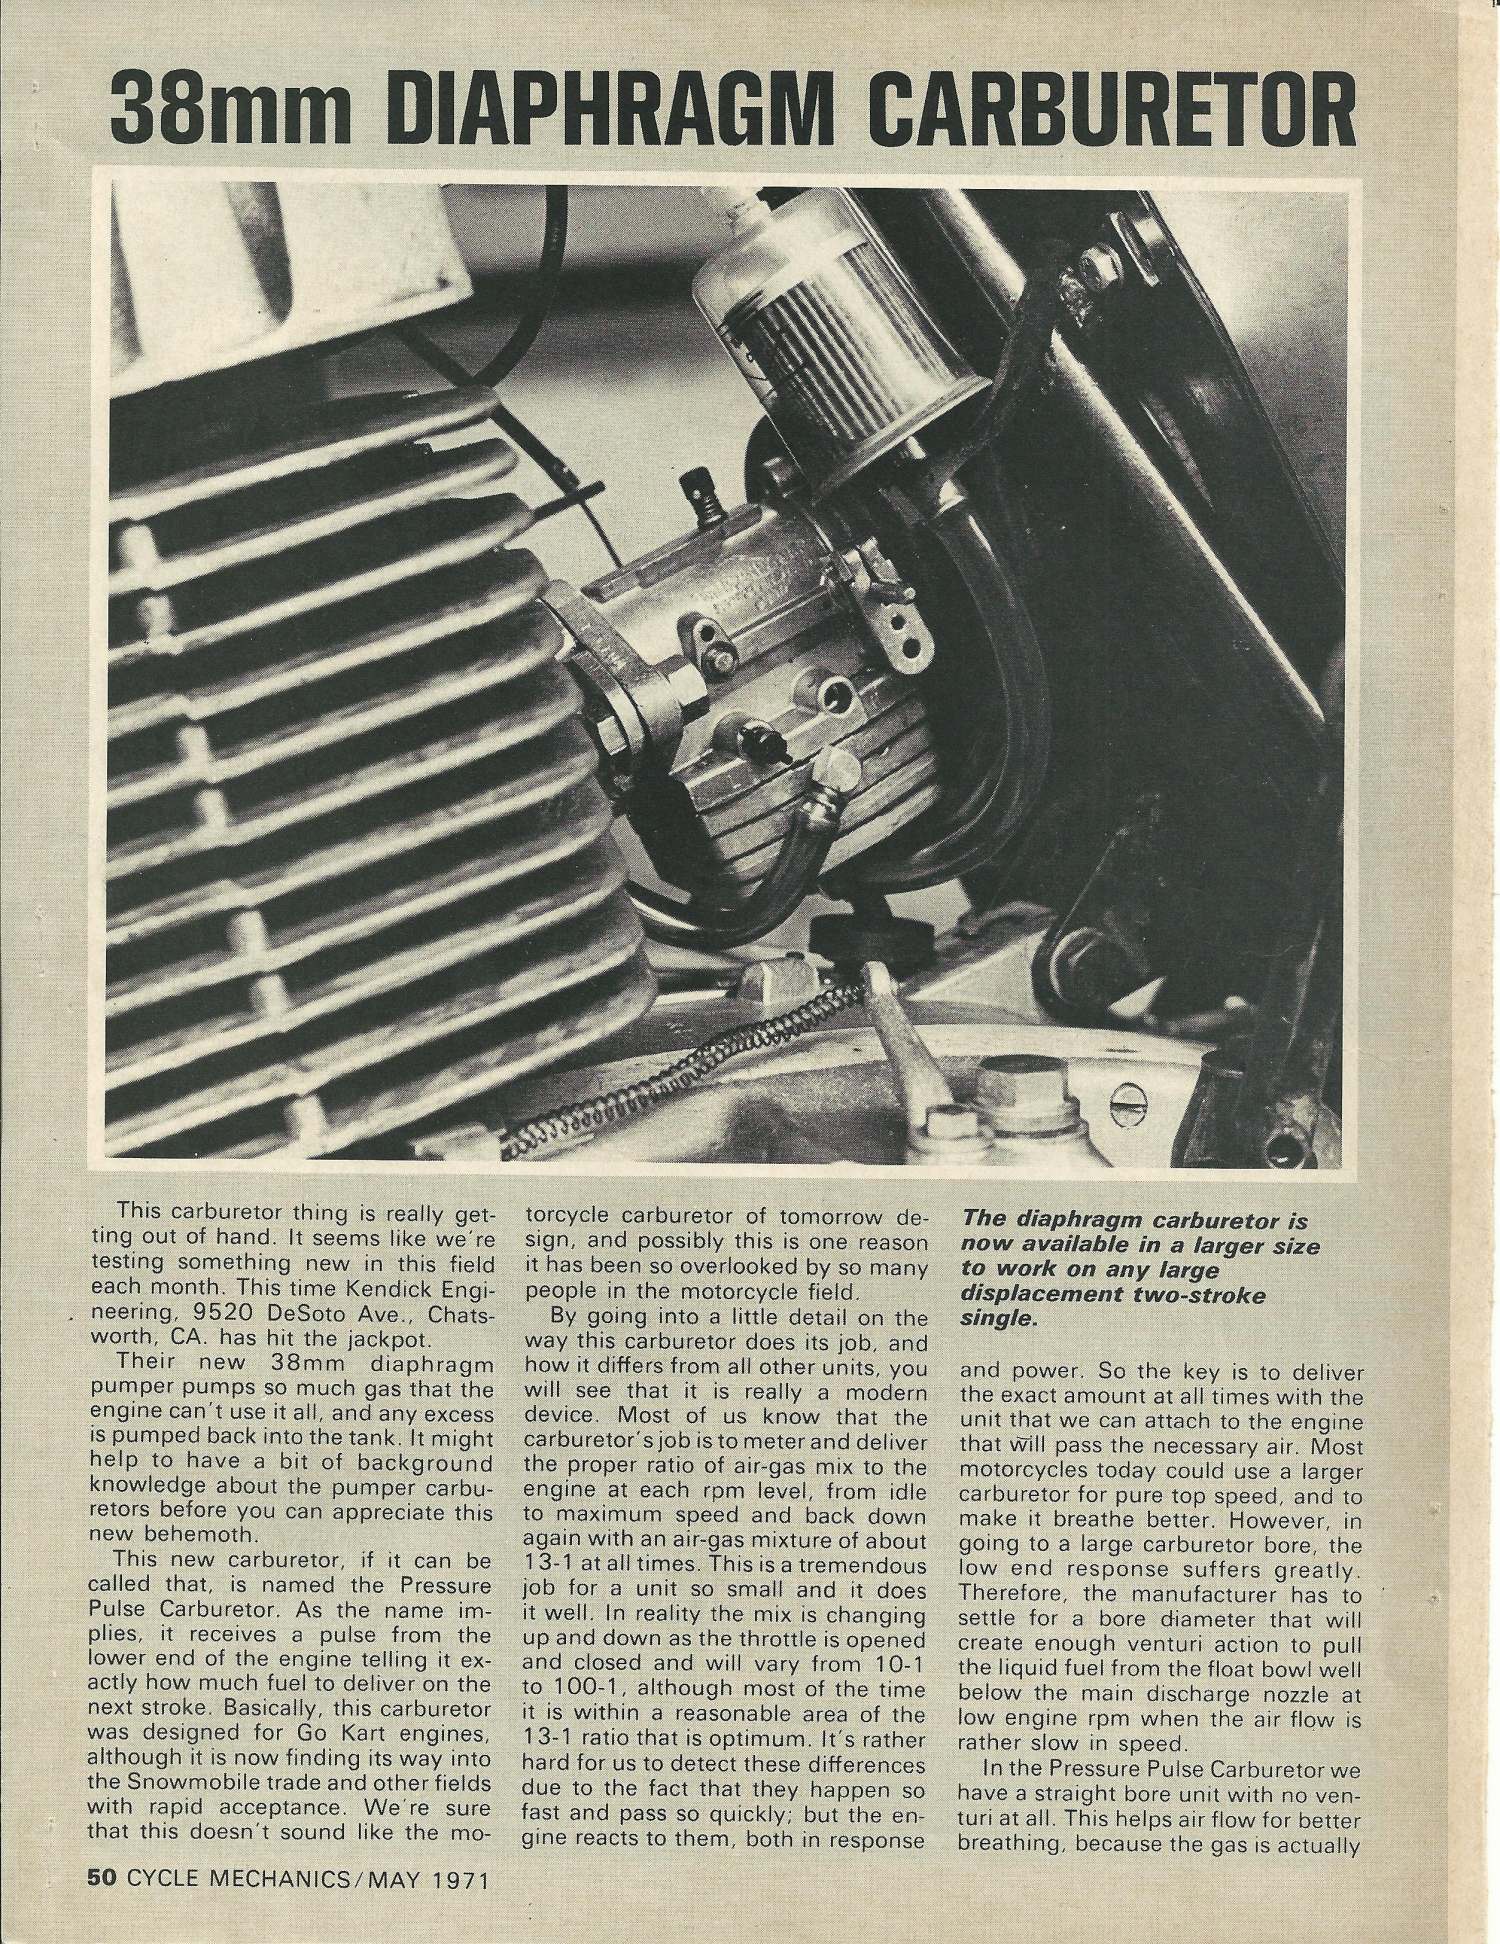 38mm DIAPHRAGM CARBURETOR
This carburetor thing is really get-
ting out of hand. It seems like we're
testing something new in this field
each month. This time Kendick Engi-
neering, 9520 DeSoto Ave., Chats-
worth, CA. has hit the jackpot.
Their new 38mm diaphragm
pumper pumps so much gas that the
engine can't use it all, and any excess
is pumped back into the tank. It might
help to have a bit of background
knowledge about the pumper carbu-
retors before you can appreciate this
new behemoth.
This new carburetor, if it can be
called that, is named the Pressure
Pulse Carburetor. As the name im-
plies, it receives a pulse from the
lower end of the engine telling it ex-
actly how much fuel to deliver on the
next stroke. Basically, this carburetor
was designed for Go Kart engines,
although it is now finding its way into
the Snowmobile trade and other fields
with rapid acceptance. We're sure
that this doesn't sound like the mo-
torcycle carburetor of tomorrow de-
sign, and possibly this is one reason
it has been so overlooked by so many
people in the motorcycle field.
By going into a little detail on the
way this carburetor does its job, and
how it differs from all other units, you
will see that it is really a modern
device. Most of us know that the
carburetor's job is to meter and deliver
the proper ratio of air-gas mix to the
engine at each rpm level, from idle
to maximum speed and back down
again with an air-gas mixture of about
13-1 at all times. This is a tremendous
job for a unit so small and it does
it well. In reality the mix is changing
up and down as the throttle is opened
and closed and will vary from 10-1
to 100-1, although most of the time
it is within a reasonable area of the
13-1 ratio that is optimum. It's rather
hard for us to detect these differences
due to the fact that they happen so
fast and pass so quickly; but the en-
gine reacts to them, both in response
The diaphragm carburetor is
now available in a larger size
to work on any large
displacement two-stroke
single.
and power. So the key is to deliver
the exact amount at all times with the
unit that we can attach to the engine
that will pass the necessary air. Most
motorcycles today could use a larger
carburetor for pure top speed, and to
make it breathe better. However, in
going to a large carburetor bore, the
low end response suffers greatly.
Therefore, the manufacturer has to
settle for a bore diameter that will
create enough venturi action to pull
the liquid fuel from the float bowl well
below the main discharge nozzle at
low engine rpm when the air flow is
rather slow in speed.
In the Pressure Pulse Carburetor we
have a straight bore unit with no ven-
turi at all. This helps air flow for better
breathing, because the gas is actually
50 CYCLE MECHANICS/MAY 1971